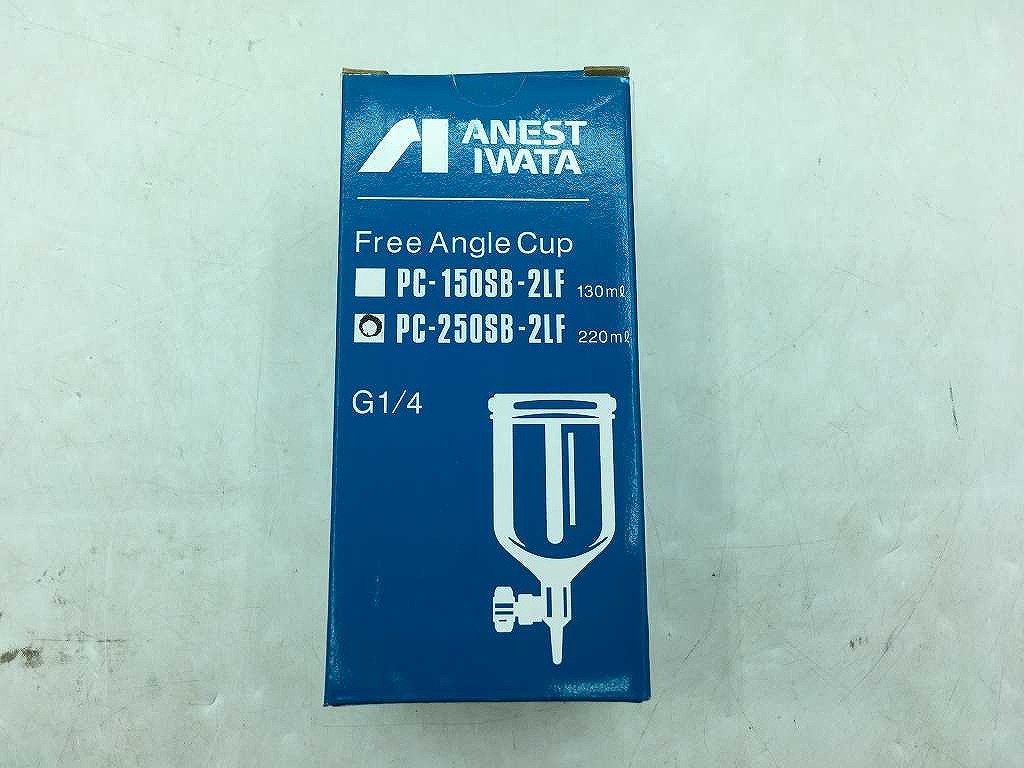 ANEST
IWATA
Free Angle Cup
PC-150SB-2LF 130mℓ
PC-250SB-2LF 220mℓ
G1/4